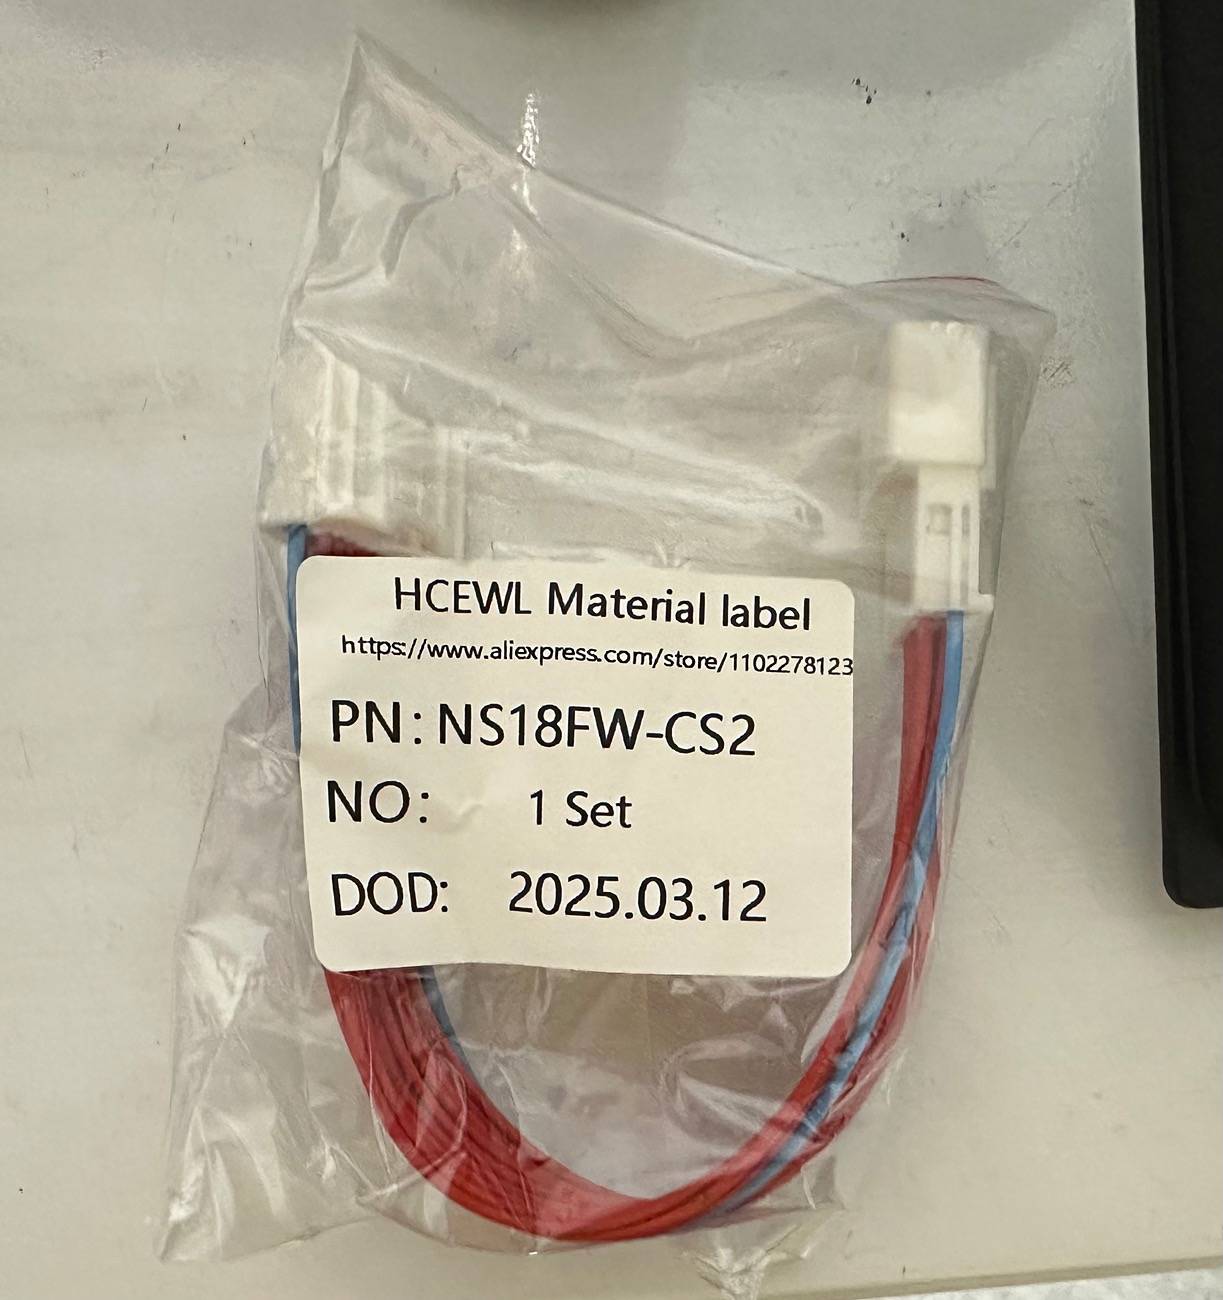 HCEWL Material label
https://www.aliexpress.com/store/1102278123
PN: NS18FW-CS2
NO: 1 Set
DOD: 2025.03.12